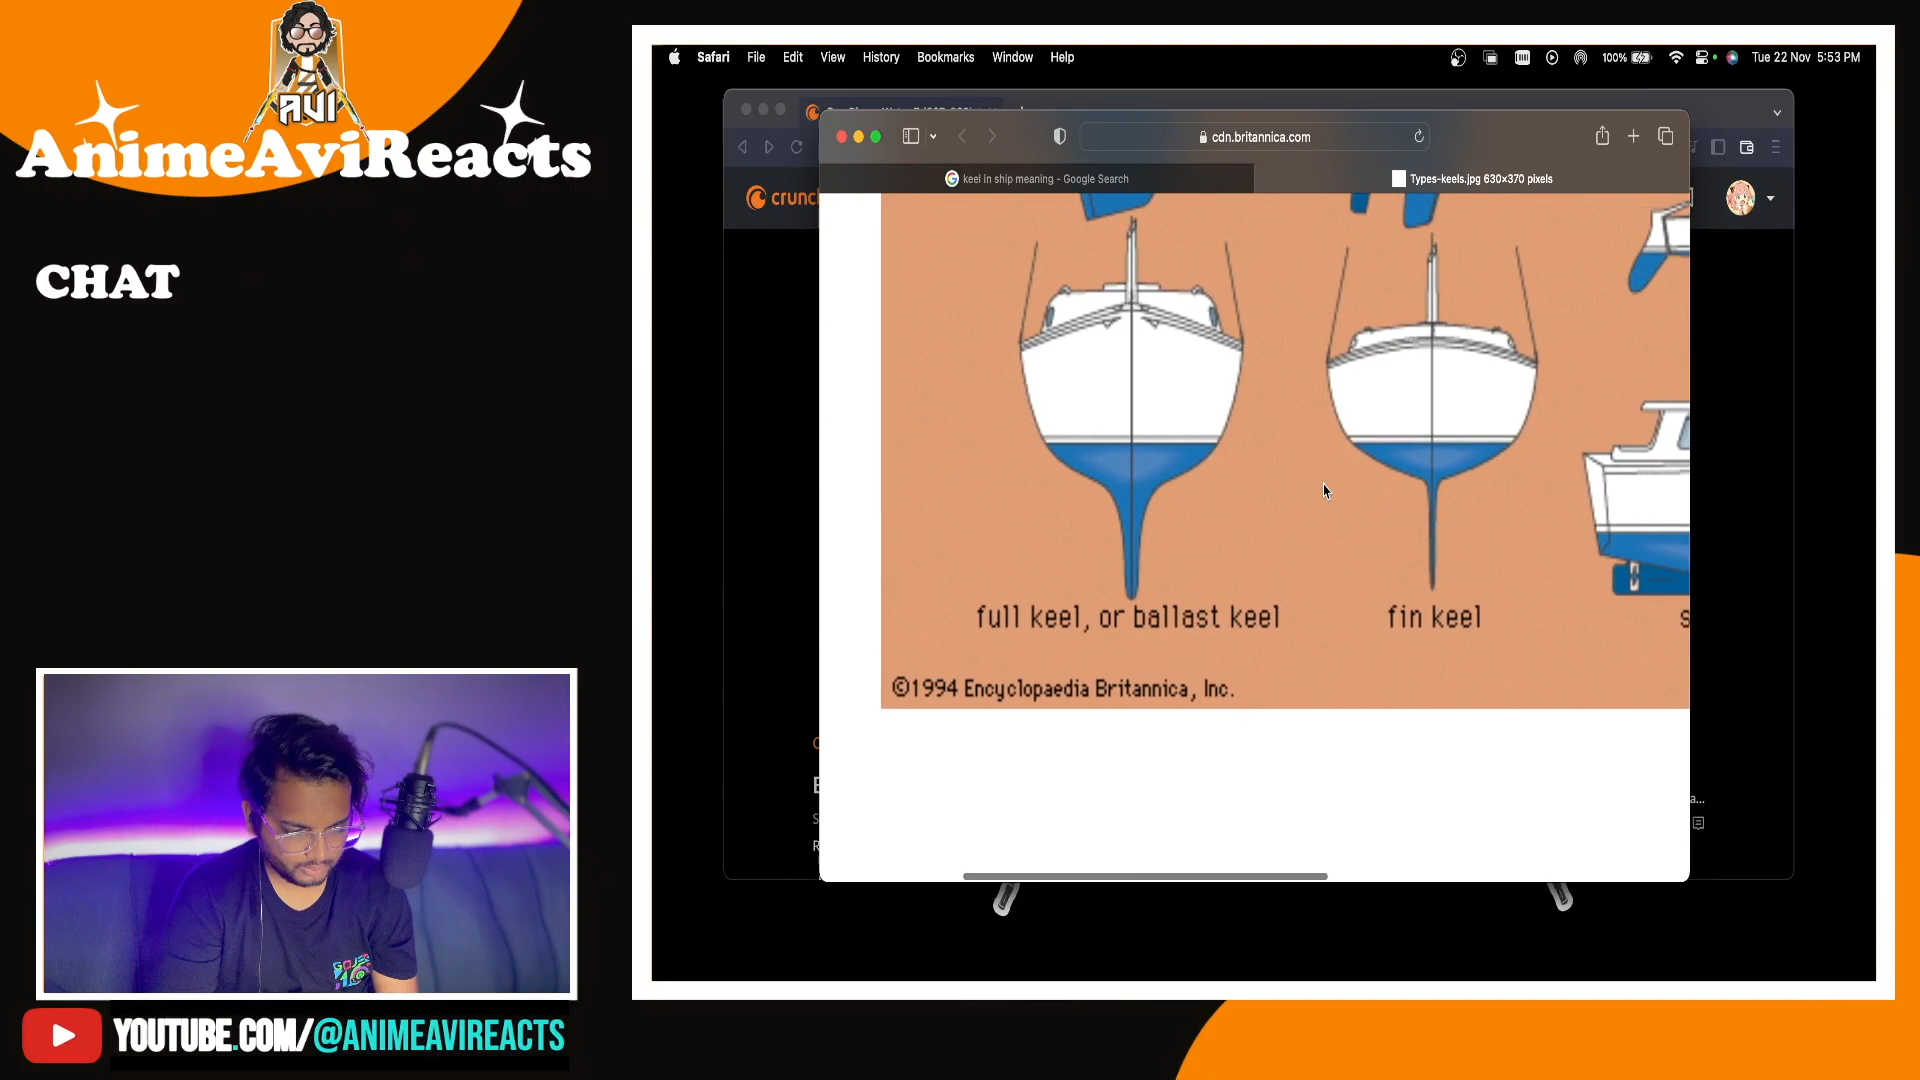 AVI
AnimeAviReacts
CHAT
YOUTUBE.COM/@ANIMEAVIREACTS
Safari File Edit View History Bookmarks Window Help
100% Tue 22 Nov 5:53 PM
cdn.britannica.com
keel in ship meaning - Google Search
Types-keels.jpg 630×370 pixels
crunc
full keel, or ballast keel
fin keel
s
©1994 Encyclopaedia Britannica, Inc.